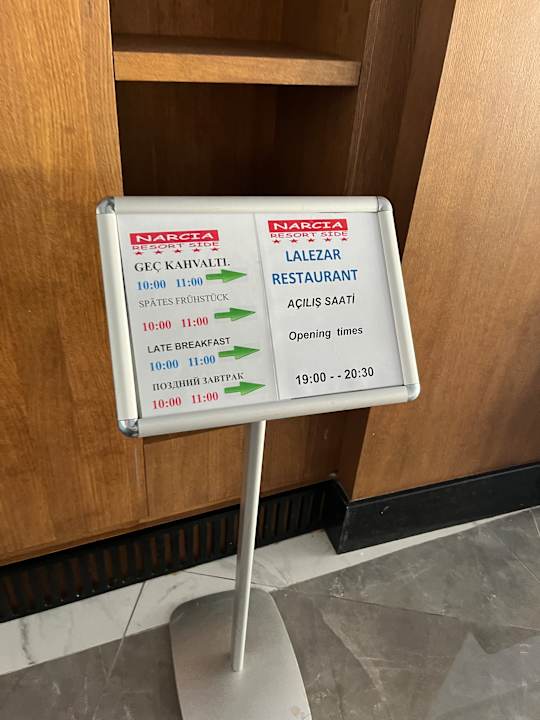 NARCIA
RESORT SIDE
GEÇ KAHVALTI.
10:00 11:00
SPÄTES FRÜHSTÜCK
10:00 11:00
LATE BREAKFAST
10:00 11:00
ПОЗДНИЙ ЗАВТРАК
10:00 11:00
NARCIA
RESORT SIDE
LALEZAR
RESTAURANT
AÇILIŞ SAATİ
Opening times
19:00 - - 20:30